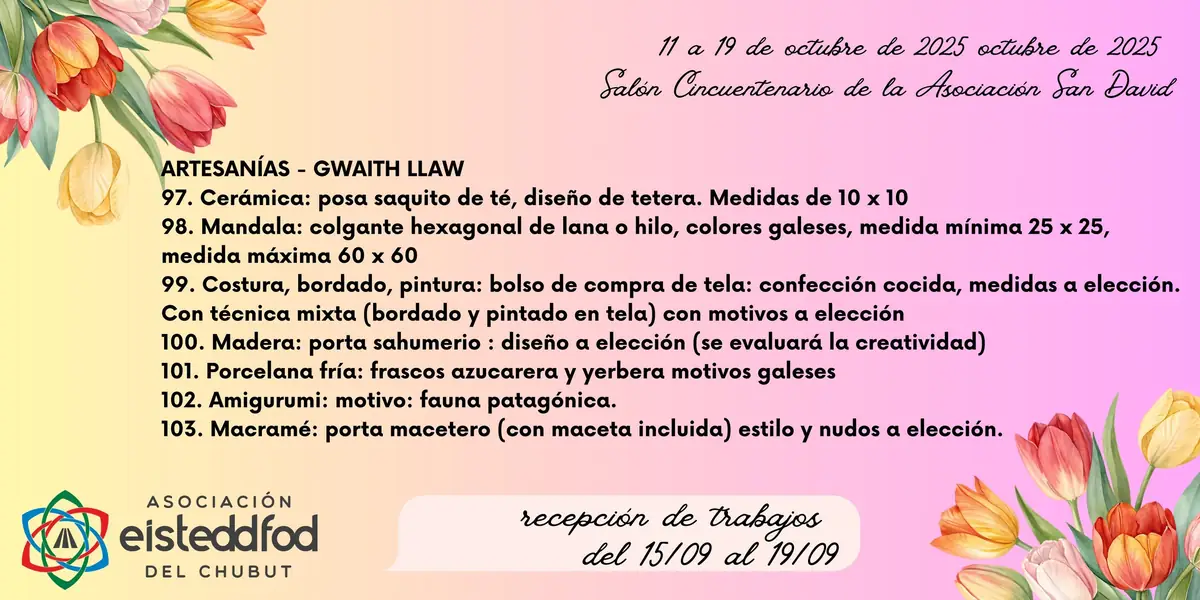 11 a 19 de octubre de 2025 octubre de 2025
Salón Cincuentenario de la Asociación San David
ARTESANÍAS - GWAITH LLAW
97. Cerámica: posa saquito de té, diseño de tetera. Medidas de 10 x 10
98. Mandala: colgante hexagonal de lana o hilo, colores galeses, medida mínima 25 x 25,
medida máxima 60 x 60
99. Costura, bordado, pintura: bolso de compra de tela: confección cocida, medidas a elección.
Con técnica mixta (bordado y pintado en tela) con motivos a elección
100. Madera: porta sahumerio : diseño a elección (se evaluará la creatividad)
101. Porcelana fría: frascos azucarera y yerbera motivos galeses
102. Amigurumi: motivo: fauna patagónica.
103. Macramé: porta macetero (con maceta incluida) estilo y nudos a elección.
ASOCIACIÓN
eisteddfod
DEL CHUBUT
recepción de trabajos
del 15/09 al 19/09